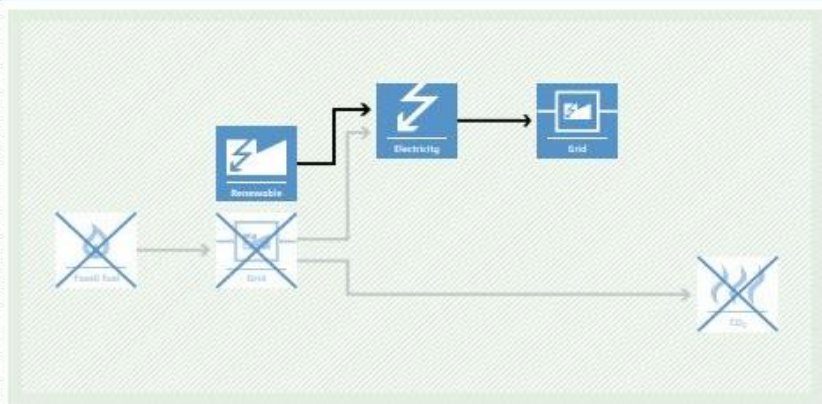 Electricity
Grid
Renewable
Fossil fuel
Grid
CO₂